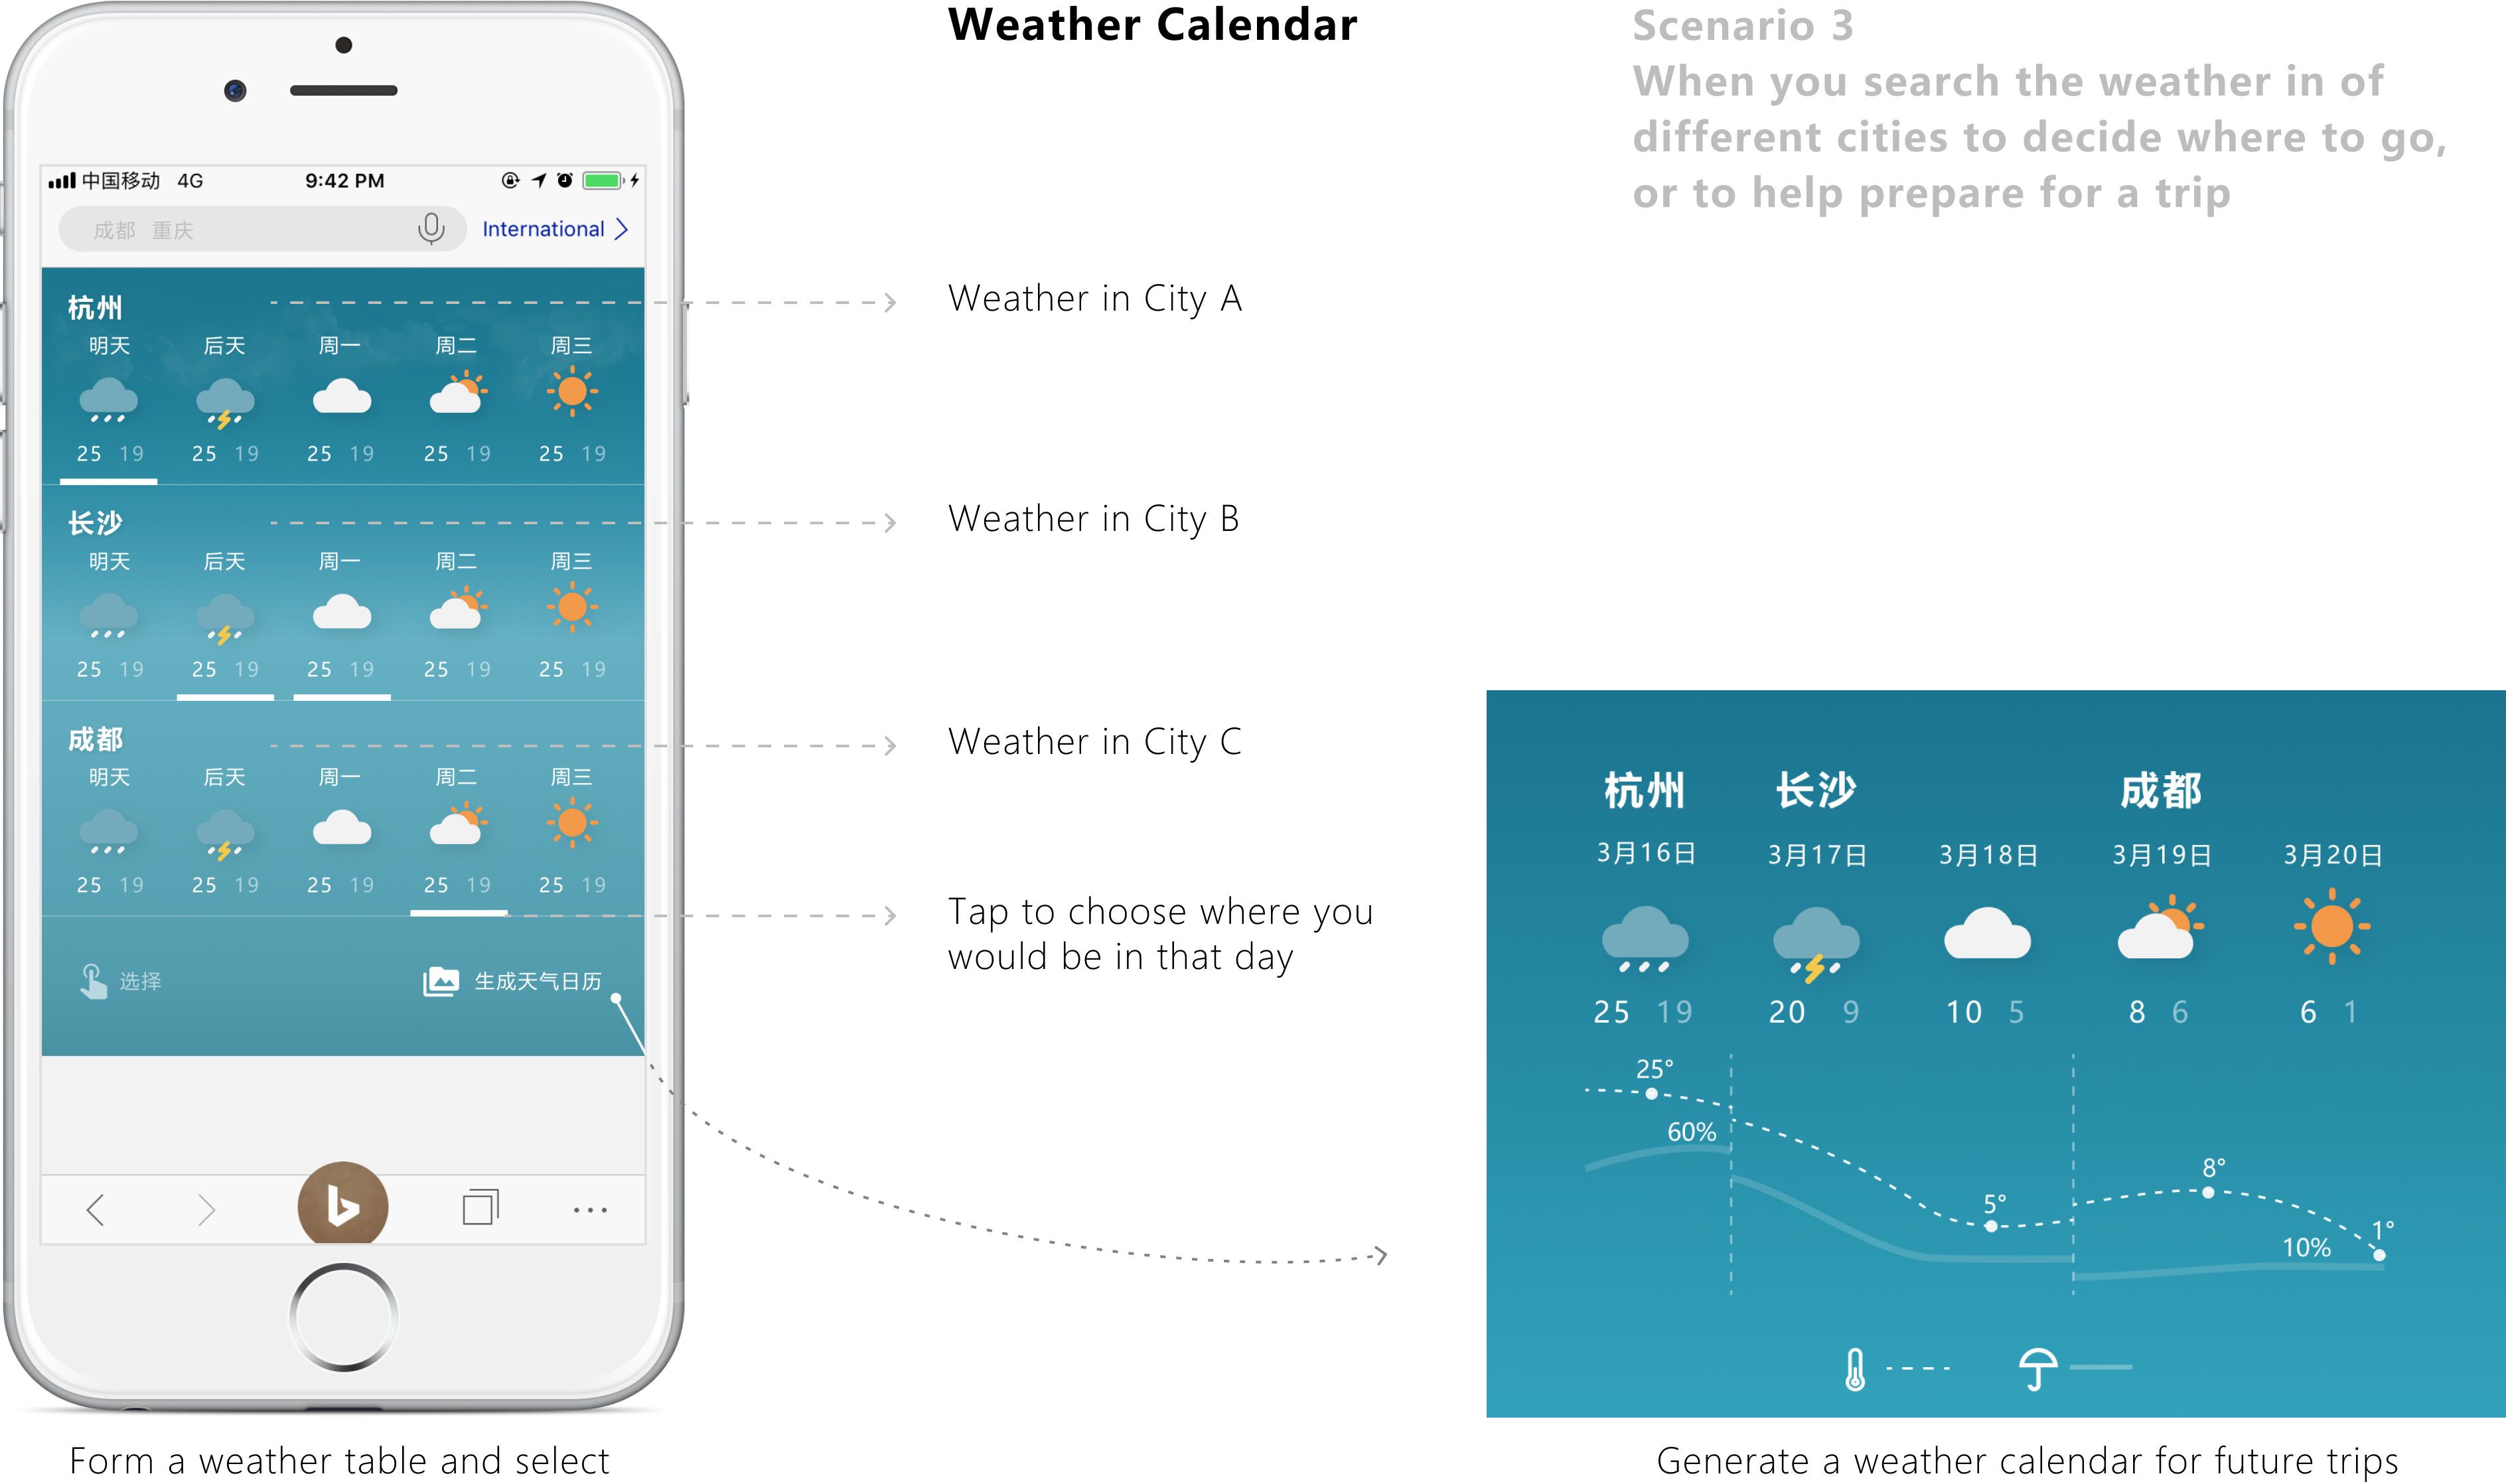 Weather Calendar
Scenario 3
When you search the weather in of
different cities to decide where to go,
or to help prepare for a trip
中国移动 4G 9:42 PM
成都 重庆 International
杭州
明天 后天 周一 周二 周三
25 19 25 19 25 19 25 19 25 19
长沙
明天 后天 周一 周二 周三
25 19 25 19 25 19 25 19 25 19
成都
明天 后天 周一 周二 周三
25 19 25 19 25 19 25 19 25 19
选择 生成天气日历
Weather in City A
Weather in City B
Weather in City C
Tap to choose where you
would be in that day
杭州 长沙 成都
3月16日 3月17日 3月18日 3月19日 3月20日
25 19 20 9 10 5 8 6 6 1
25°
60%
8°
5°
1°
10%
Form a weather table and select
Generate a weather calendar for future trips